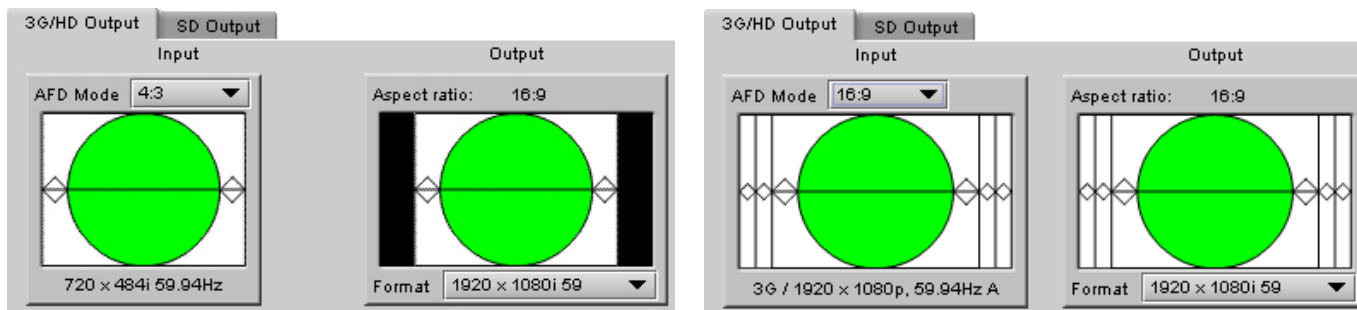 3G/HD Output
SD Output
Input
Output
AFD Mode
4:3
Aspect ratio:
16:9
720 x 484i 59.94Hz
Format
1920 x 1080i 59
3G/HD Output
SD Output
Input
Output
AFD Mode
16:9
Aspect ratio:
16:9
3G / 1920 x 1080p, 59.94Hz A
Format
1920 x 1080i 59